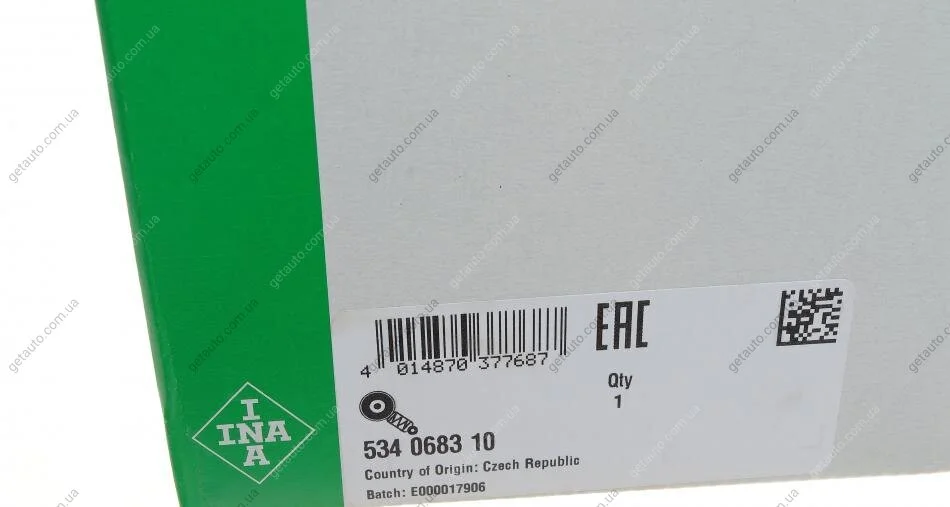 I
INA
A
EAC
4 014870 377687
Qty
1
534 0683 10
Country of Origin: Czech Republic
Batch: E000017906
getauto.com.ua